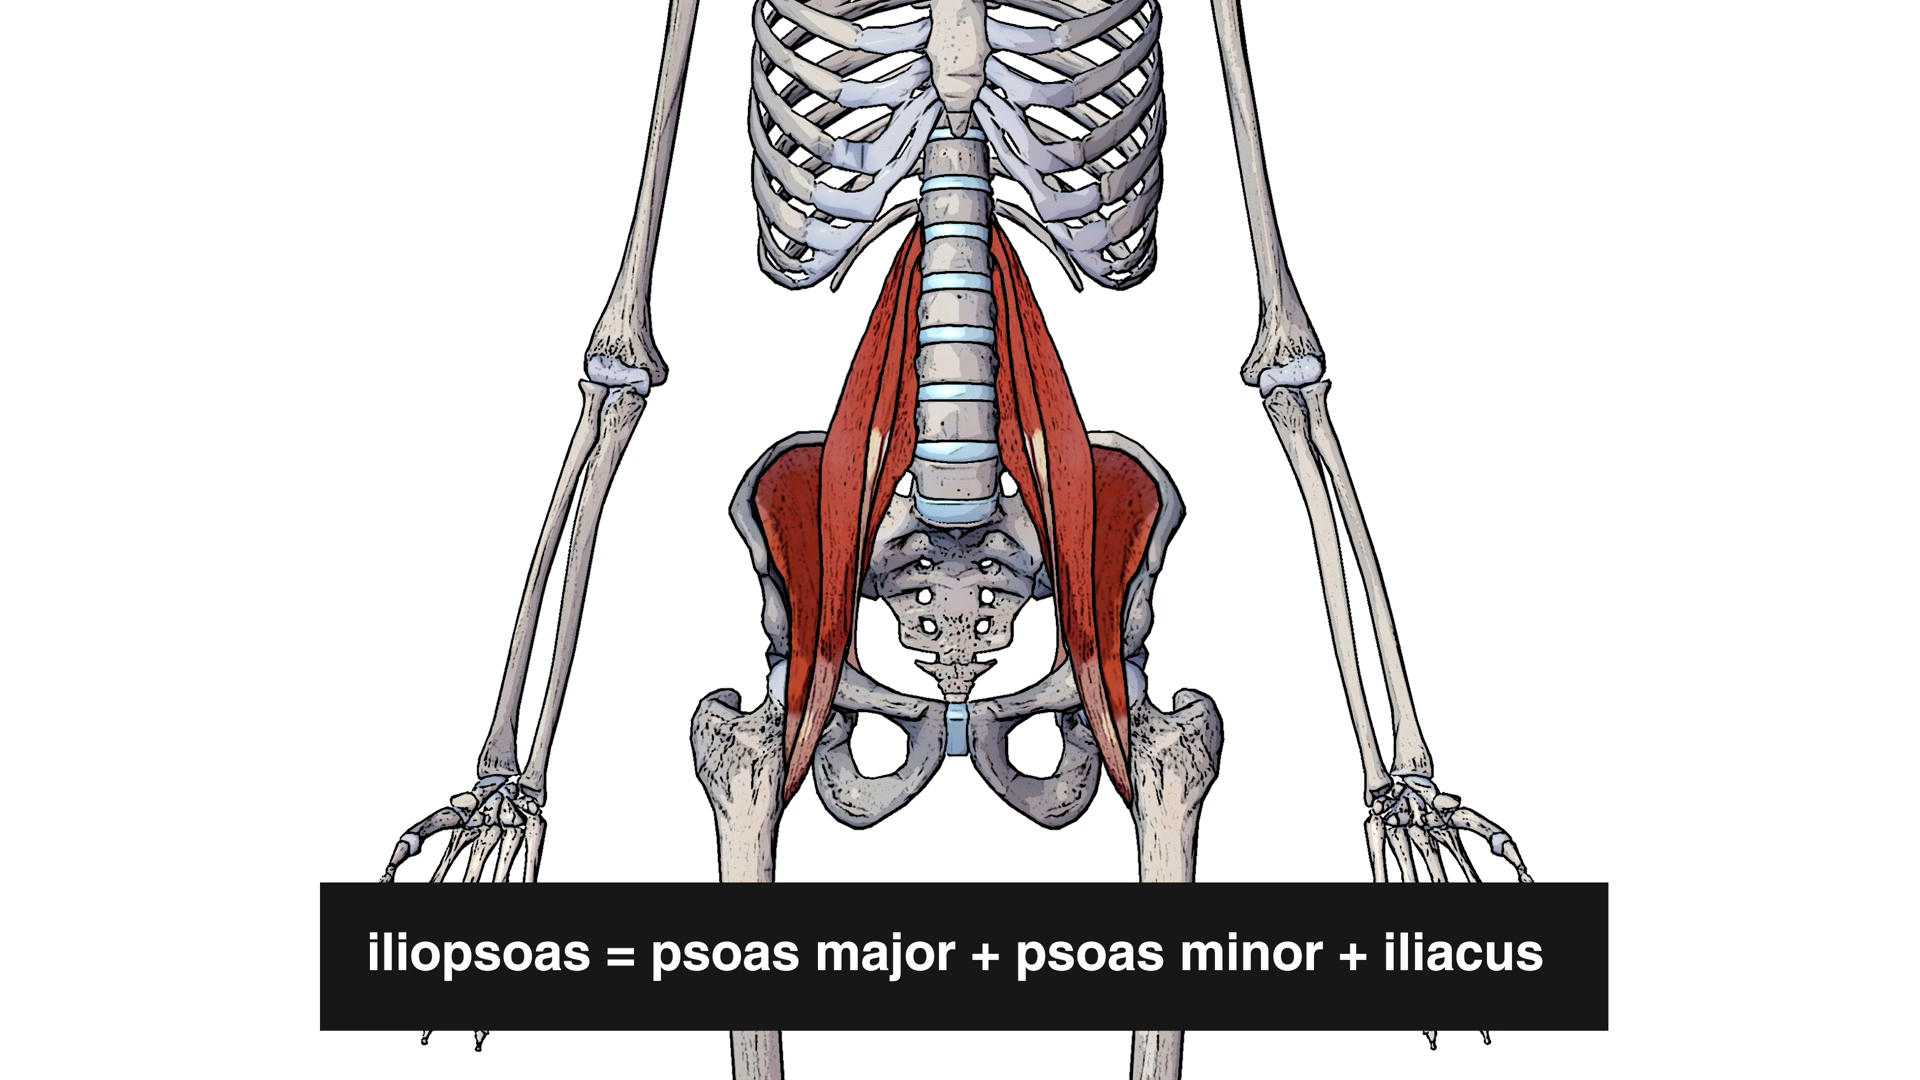 iliopsoas = psoas major + psoas minor + iliacus